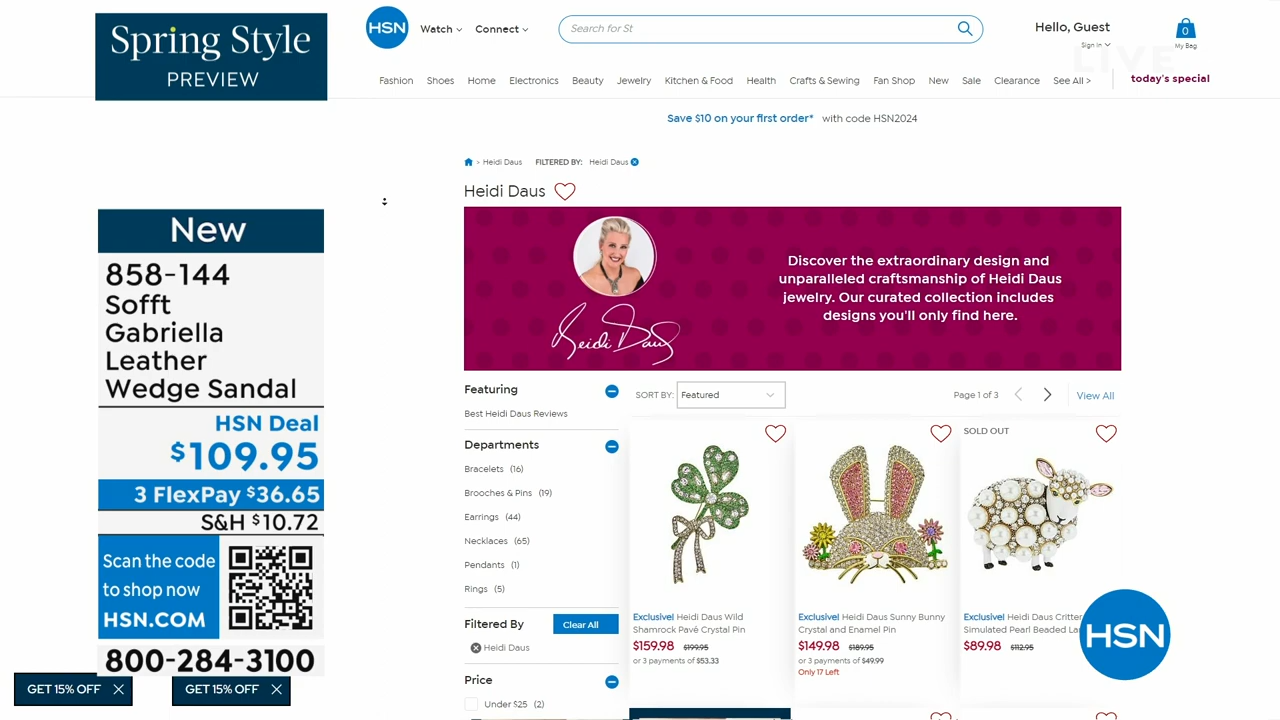 Spring Style
PREVIEW
HSN
Watch
Connect
Search for St
Hello, Guest
Sign In
0
My Bag
LIVE
Fashion Shoes Home Electronics Beauty Jewelry Kitchen & Food Health Crafts & Sewing Fan Shop New Sale Clearance See All >
today's special
Save $10 on your first order* with code HSN2024
> Heidi Daus FILTERED BY: Heidi Daus
Heidi Daus
Discover the extraordinary design and
unparalleled craftsmanship of Heidi Daus
jewelry. Our curated collection includes
designs you'll only find here.
Heidi Daus
New
858-144
Sofft
Gabriella
Leather
Wedge Sandal
HSN Deal
$109.95
3 FlexPay $36.65
S&H $10.72
Scan the code
to shop now
HSN.COM
800-284-3100
GET 15% OFF
GET 15% OFF
Featuring
Best Heidi Daus Reviews
Departments
Bracelets (16)
Brooches & Pins (19)
Earrings (44)
Necklaces (65)
Pendants (1)
Rings (5)
Filtered By
Clear All
Heidi Daus
Price
Under $25 (2)
SORT BY: Featured
Page 1 of 3
View All
Exclusive! Heidi Daus Wild
Shamrock Pavé Crystal Pin
$159.98 $199.95
or 3 payments of $53.33
Exclusive! Heidi Daus Sunny Bunny
Crystal and Enamel Pin
$149.98 $189.95
or 3 payments of $49.99
Only 17 Left
SOLD OUT
Exclusive! Heidi Daus Critter
Simulated Pearl Beaded La
$89.98 $112.95
HSN